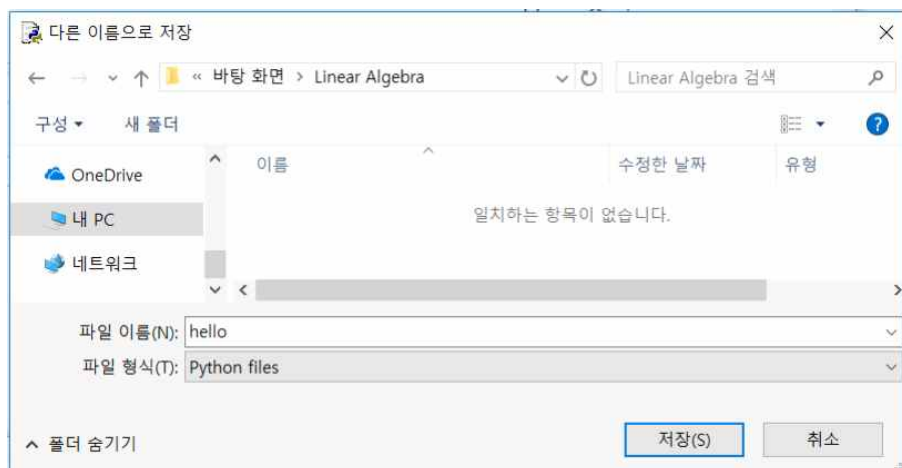 다른 이름으로 저장
« 바탕 화면 > Linear Algebra
Linear Algebra 검색
구성
새 폴더
이름
수정한 날짜
유형
OneDrive
내 PC
네트워크
일치하는 항목이 없습니다.
파일 이름(N): hello
파일 형식(T): Python files
폴더 숨기기
저장(S)
취소